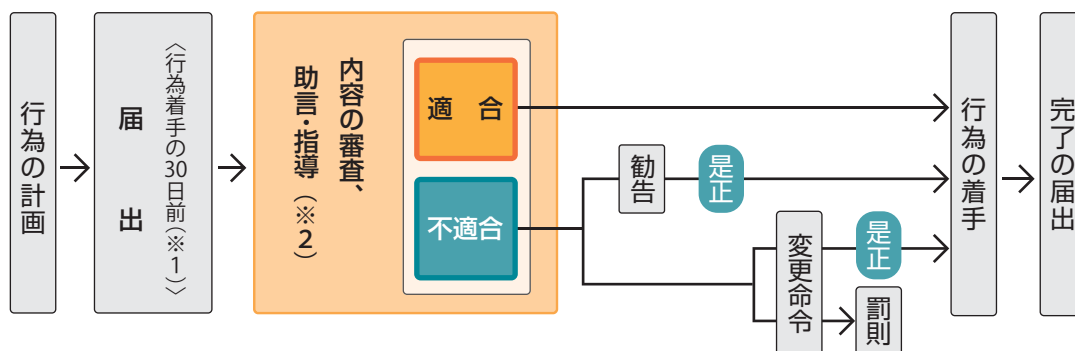 行為の計画
届出
〈行為着手の30日前(※1)〉
内容の審査、
助言・指導(※2)
適合
不適合
勧告
是正
変更命令
是正
罰則
行為の着手
完了の届出